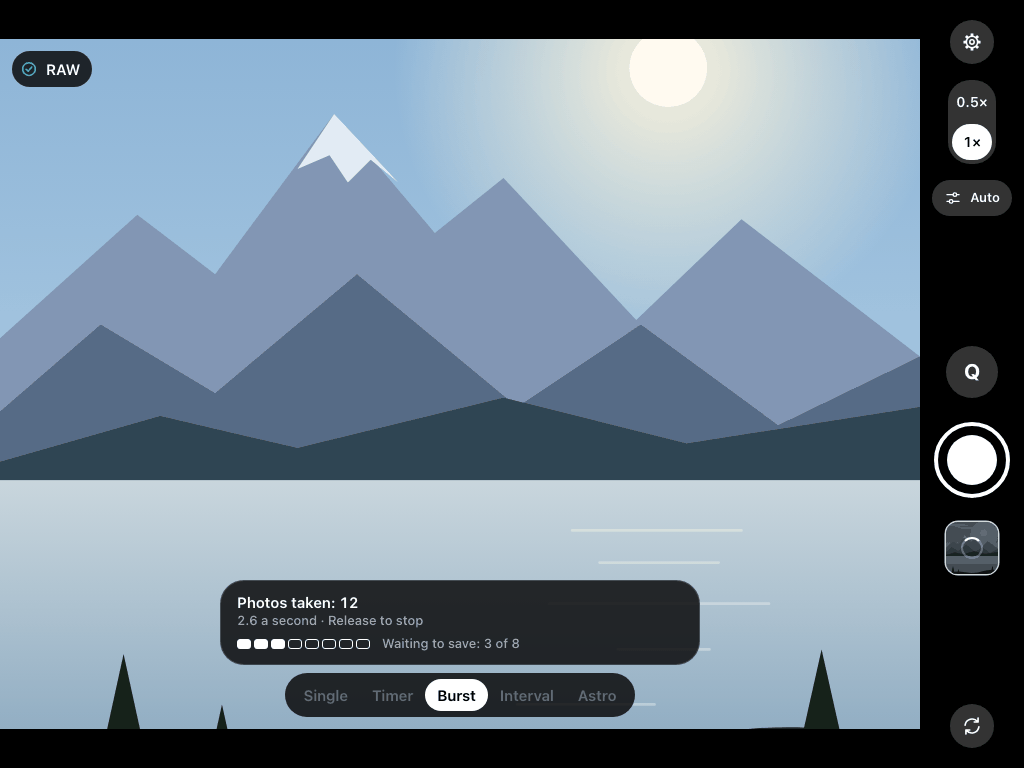 RAW
0.5×
1×
Auto
Q
Photos taken: 12
2.6 a second · Release to stop
Waiting to save: 3 of 8
Single Timer Burst Interval Astro